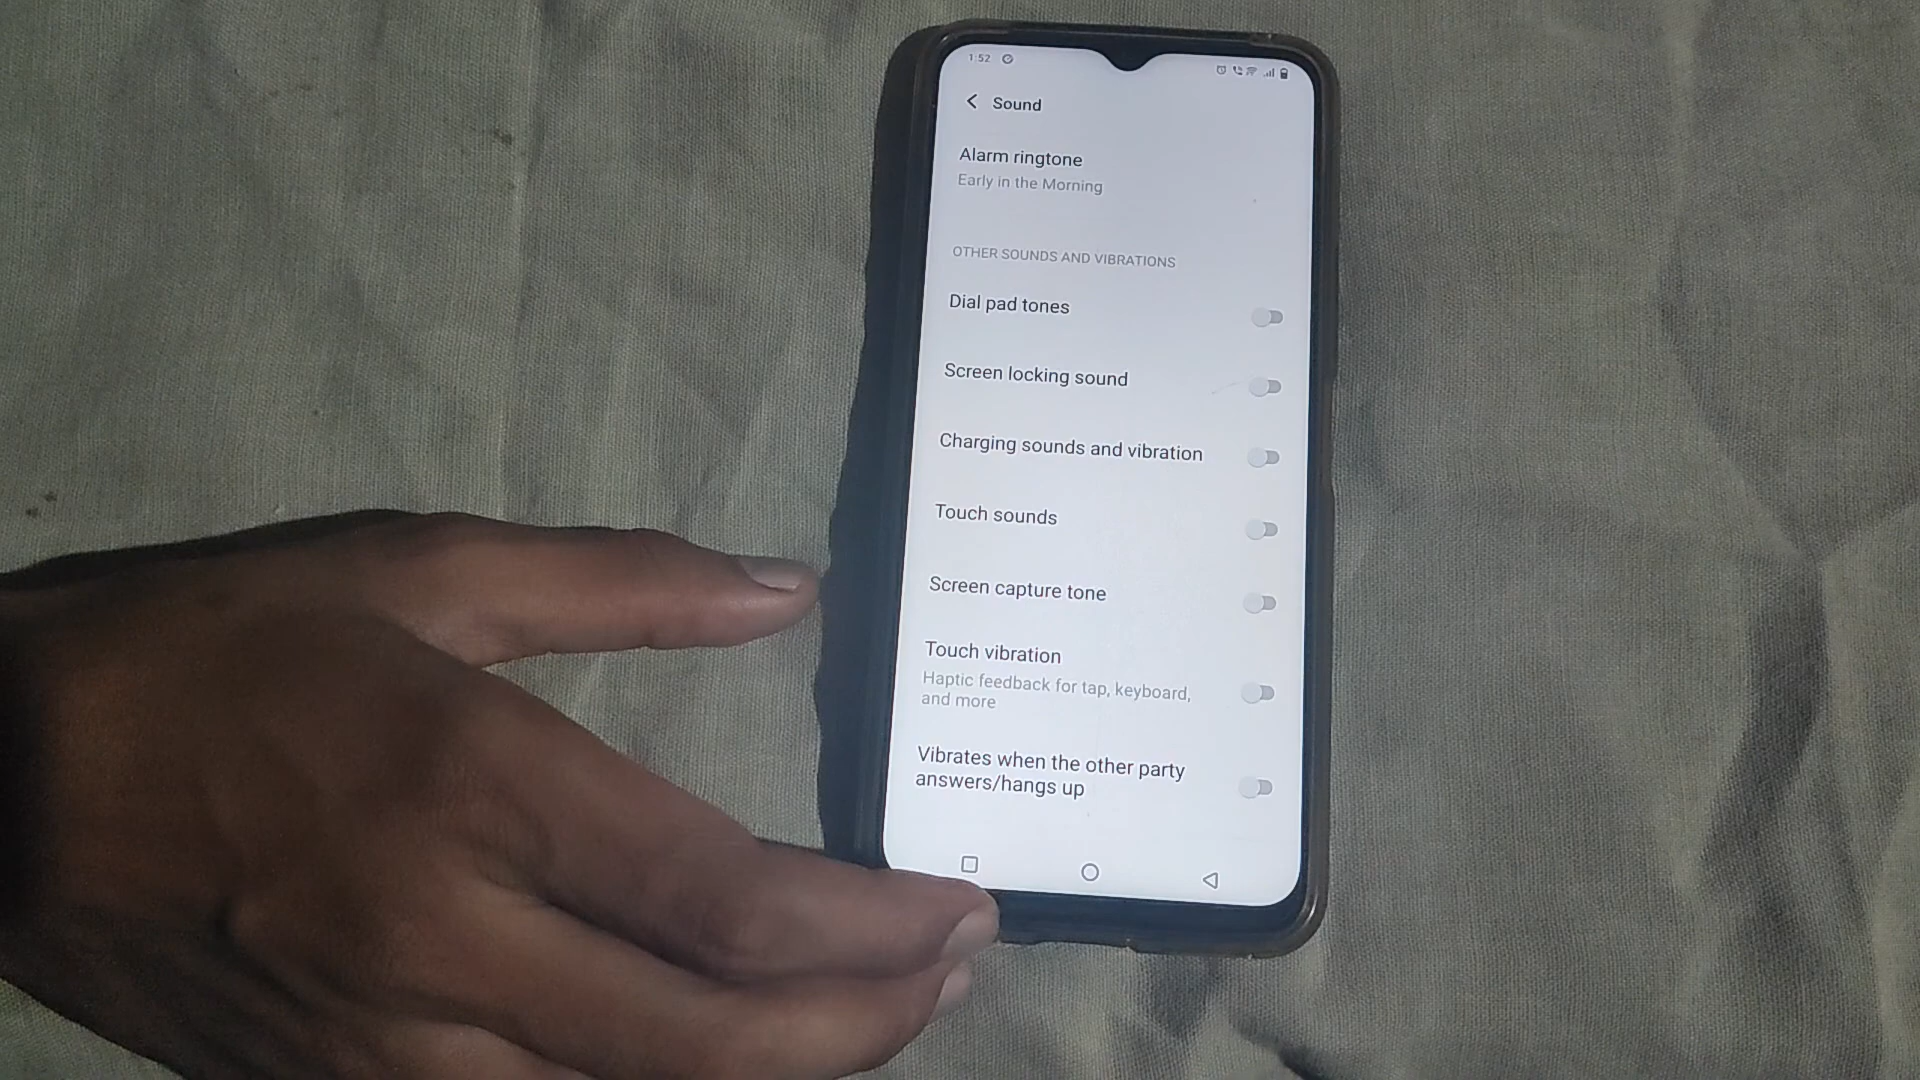 1:52
Sound
Alarm ringtone
Early in the Morning
OTHER SOUNDS AND VIBRATIONS
Dial pad tones
Screen locking sound
Charging sounds and vibration
Touch sounds
Screen capture tone
Touch vibration
Haptic feedback for tap, keyboard,
and more
Vibrates when the other party
answers/hangs up